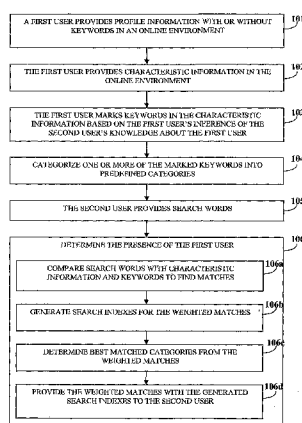 101
A FIRST USER PROVIDES PROFILE INFORMATION WITH OR WITHOUT
KEYWORDS IN AN ONLINE ENVIRONMENT
102
THE FIRST USER PROVIDES CHARACTERISTIC INFORMATION IN THE
ONLINE ENVIRONMENT
103
THE FIRST USER MARKS KEYWORDS IN THE CHARACTERISTIC
INFORMATION BASED ON THE FIRST USER'S INFERENCE OF THE
SECOND USER'S KNOWLEDGE ABOUT THE FIRST USER
104
CATEGORIZE ONE OR MORE OF THE MARKED KEYWORDS INTO
PREDEFINED CATEGORIES
105
THE SECOND USER PROVIDES SEARCH WORDS
106
DETERMINE THE PRESENCE OF THE FIRST USER
106a
COMPARE SEARCH WORDS WITH CHARACTERISTIC
INFORMATION AND KEYWORDS TO FIND MATCHES
106b
GENERATE SEARCH INDEXES FOR THE WEIGHTED MATCHES
106c
DETERMINE BEST MATCHED CATEGORIES FROM THE
WEIGHTED MATCHES
106d
PROVIDE THE WEIGHTED MATCHES WITH THE GENERATED
SEARCH INDEXES TO THE SECOND USER